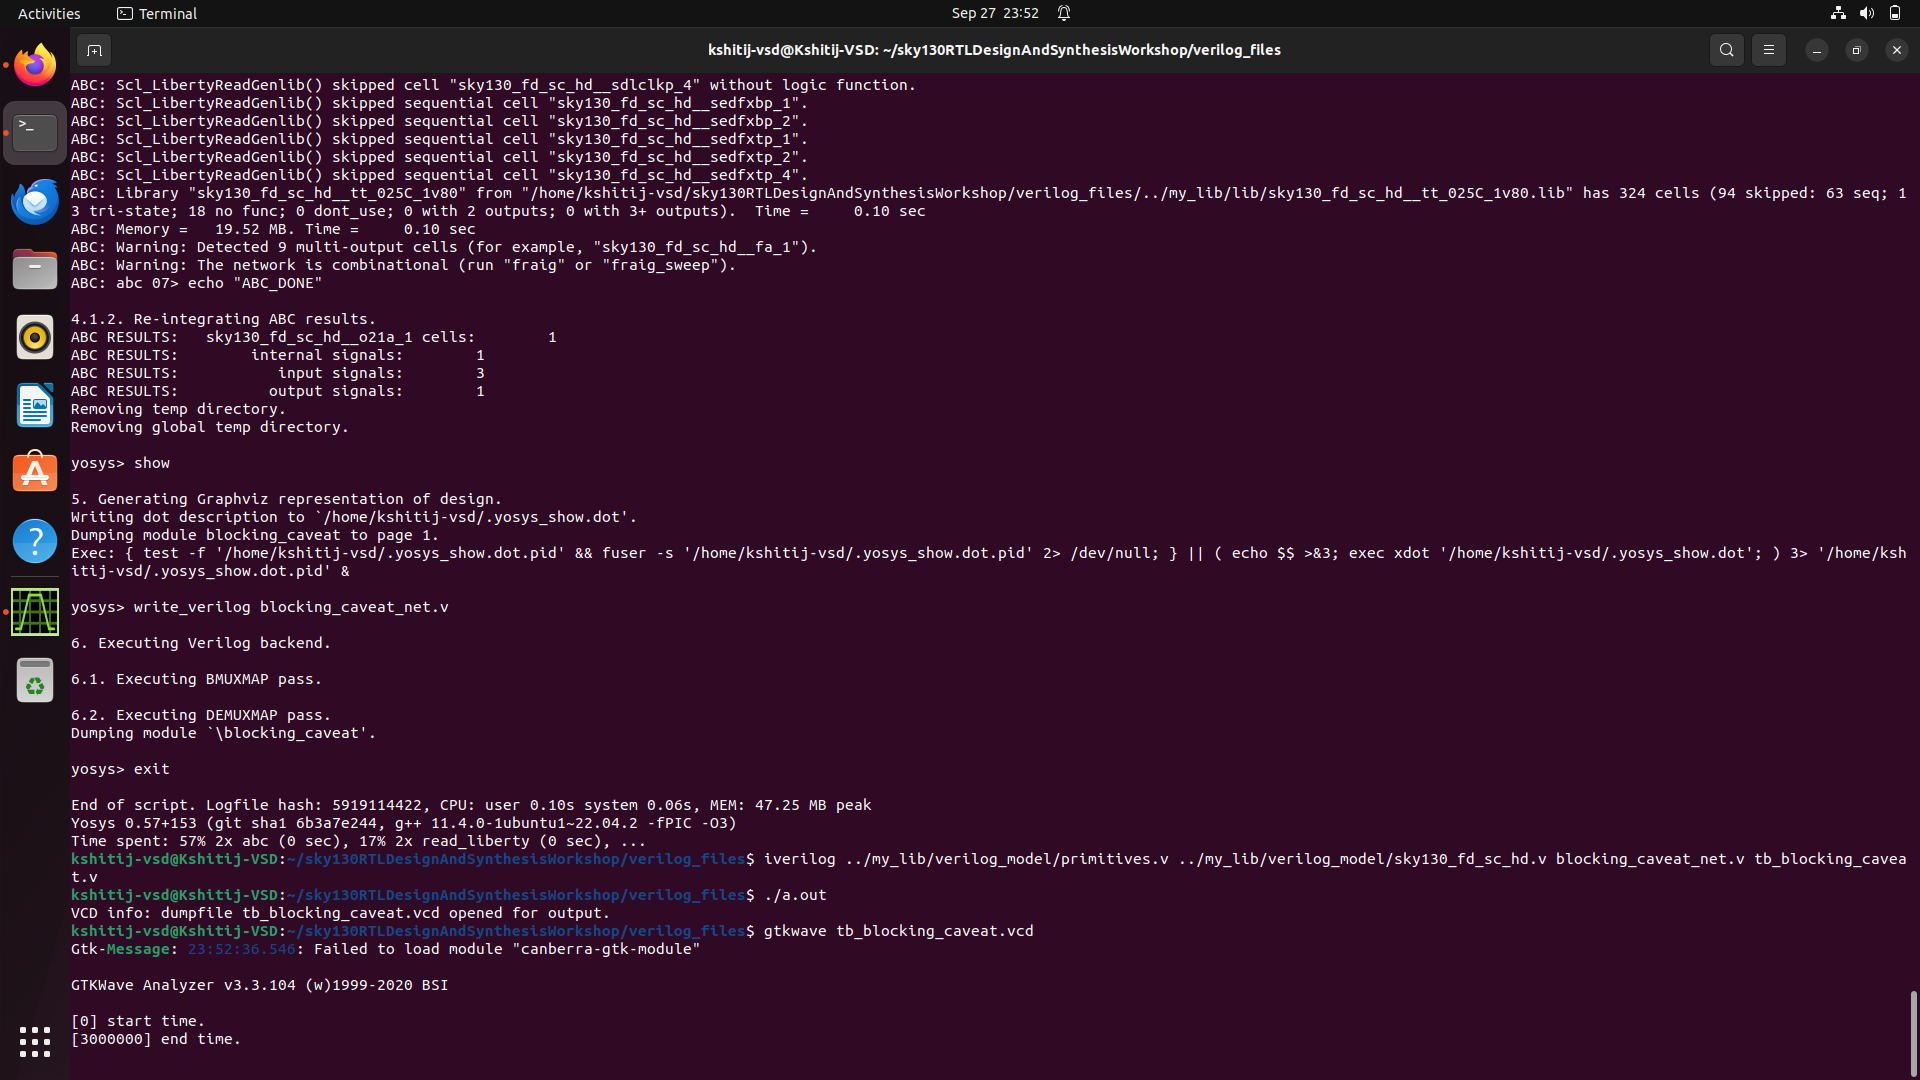 Activities
Terminal
Sep 27 23:52
kshitij-vsd@Kshitij-VSD: ~/sky130RTLDesignAndSynthesisWorkshop/verilog_files
ABC: Scl_LibertyReadGenlib() skipped cell "sky130_fd_sc_hd__sdlclkp_4" without logic function.
ABC: Scl_LibertyReadGenlib() skipped sequential cell "sky130_fd_sc_hd__sedfxbp_1".
ABC: Scl_LibertyReadGenlib() skipped sequential cell "sky130_fd_sc_hd__sedfxbp_2".
ABC: Scl_LibertyReadGenlib() skipped sequential cell "sky130_fd_sc_hd__sedfxtp_1".
ABC: Scl_LibertyReadGenlib() skipped sequential cell "sky130_fd_sc_hd__sedfxtp_2".
ABC: Scl_LibertyReadGenlib() skipped sequential cell "sky130_fd_sc_hd__sedfxtp_4".
ABC: Library "sky130_fd_sc_hd__tt_025C_1v80" from "/home/kshitij-vsd/sky130RTLDesignAndSynthesisWorkshop/verilog_files/../my_lib/lib/sky130_fd_sc_hd__tt_025C_1v80.lib" has 324 cells (94 skipped: 63 seq; 1
3 tri-state; 18 no func; 0 dont_use; 0 with 2 outputs; 0 with 3+ outputs).  Time =     0.10 sec
ABC: Memory =   19.52 MB. Time =     0.10 sec
ABC: Warning: Detected 9 multi-output cells (for example, "sky130_fd_sc_hd__fa_1").
ABC: Warning: The network is combinational (run "fraig" or "fraig_sweep").
ABC: abc 07> echo "ABC_DONE"
4.1.2. Re-integrating ABC results.
ABC RESULTS:   sky130_fd_sc_hd__o21a_1 cells:        1
ABC RESULTS:        internal signals:        1
ABC RESULTS:           input signals:        3
ABC RESULTS:          output signals:        1
Removing temp directory.
Removing global temp directory.
yosys> show
5. Generating Graphviz representation of design.
Writing dot description to `/home/kshitij-vsd/.yosys_show.dot'.
Dumping module blocking_caveat to page 1.
Exec: { test -f '/home/kshitij-vsd/.yosys_show.dot.pid' && fuser -s '/home/kshitij-vsd/.yosys_show.dot.pid' 2> /dev/null; } || ( echo $$ >&3; exec xdot '/home/kshitij-vsd/.yosys_show.dot'; ) 3> '/home/ksh
itij-vsd/.yosys_show.dot.pid' &
yosys> write_verilog blocking_caveat_net.v
6. Executing Verilog backend.
6.1. Executing BMUXMAP pass.
6.2. Executing DEMUXMAP pass.
Dumping module `\blocking_caveat'.
yosys> exit
End of script. Logfile hash: 5919114422, CPU: user 0.10s system 0.06s, MEM: 47.25 MB peak
Yosys 0.57+153 (git sha1 6b3a7e244, g++ 11.4.0-1ubuntu1~22.04.2 -fPIC -O3)
Time spent: 57% 2x abc (0 sec), 17% 2x read_liberty (0 sec), ...
kshitij-vsd@Kshitij-VSD:~/sky130RTLDesignAndSynthesisWorkshop/verilog_files$ iverilog ../my_lib/verilog_model/primitives.v ../my_lib/verilog_model/sky130_fd_sc_hd.v blocking_caveat_net.v tb_blocking_cavea
t.v
kshitij-vsd@Kshitij-VSD:~/sky130RTLDesignAndSynthesisWorkshop/verilog_files$ ./a.out
VCD info: dumpfile tb_blocking_caveat.vcd opened for output.
kshitij-vsd@Kshitij-VSD:~/sky130RTLDesignAndSynthesisWorkshop/verilog_files$ gtkwave tb_blocking_caveat.vcd
Gtk-Message: 23:52:36.546: Failed to load module "canberra-gtk-module"
GTKWave Analyzer v3.3.104 (w)1999-2020 BSI
[0] start time.
[3000000] end time.